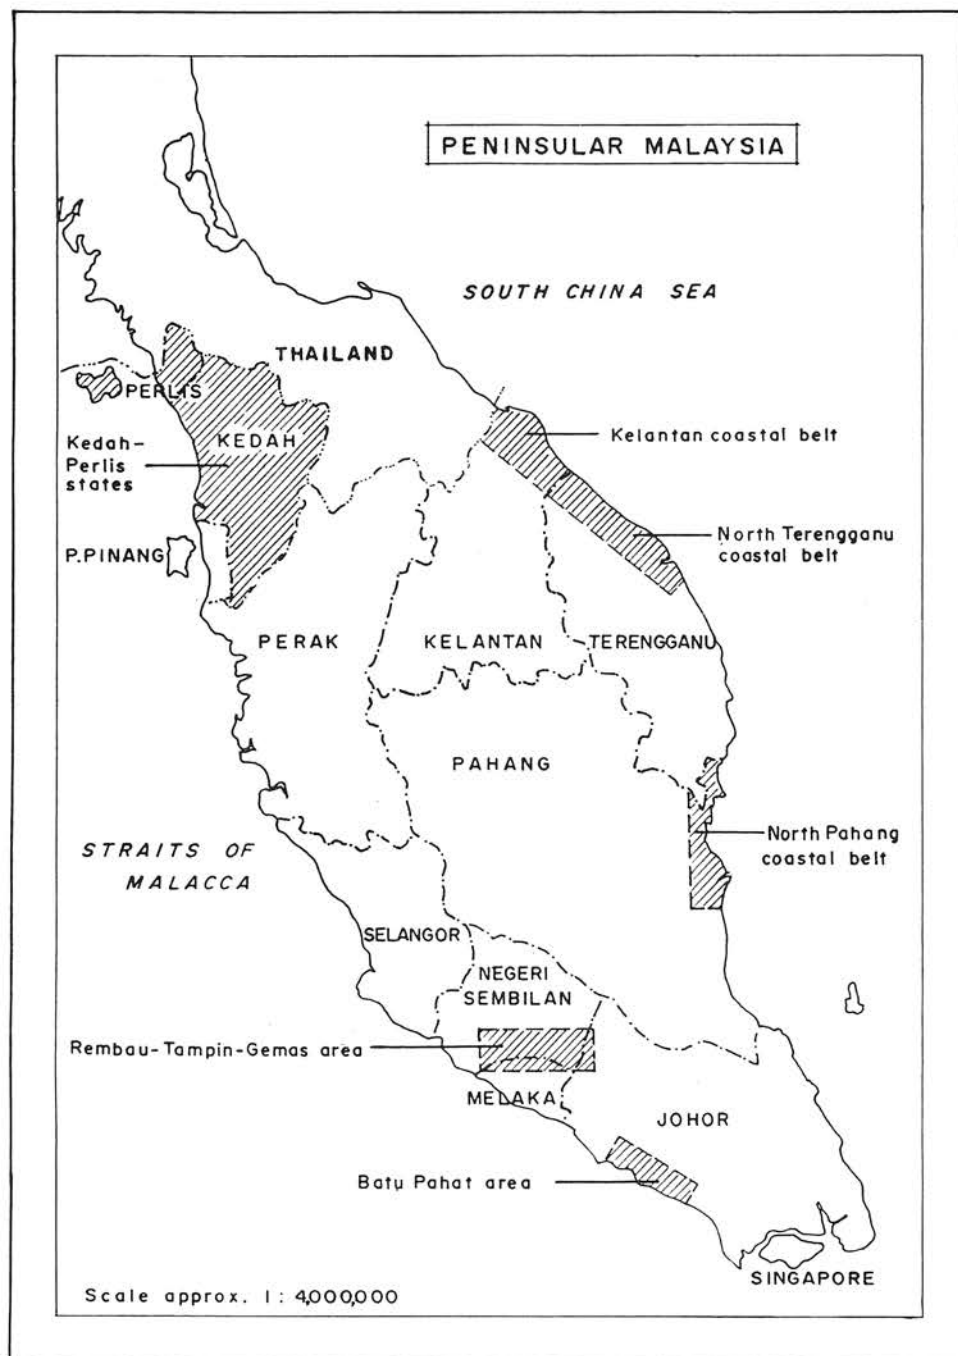 PENINSULAR MALAYSIA
SOUTH CHINA SEA
THAILAND
PERLIS
KEDAH
Kedah-
Perlis
states
Kelantan coastal belt
P.PINANG
North Terengganu
coastal belt
PERAK
KELANTAN
TERENGGANU
PAHANG
STRAITS OF
MALACCA
North Pahang
coastal belt
SELANGOR
NEGERI
SEMBILAN
Rembau-Tampin-Gemas area
MELAKA
JOHOR
Batu Pahat area
SINGAPORE
Scale approx. 1 : 4,000,000